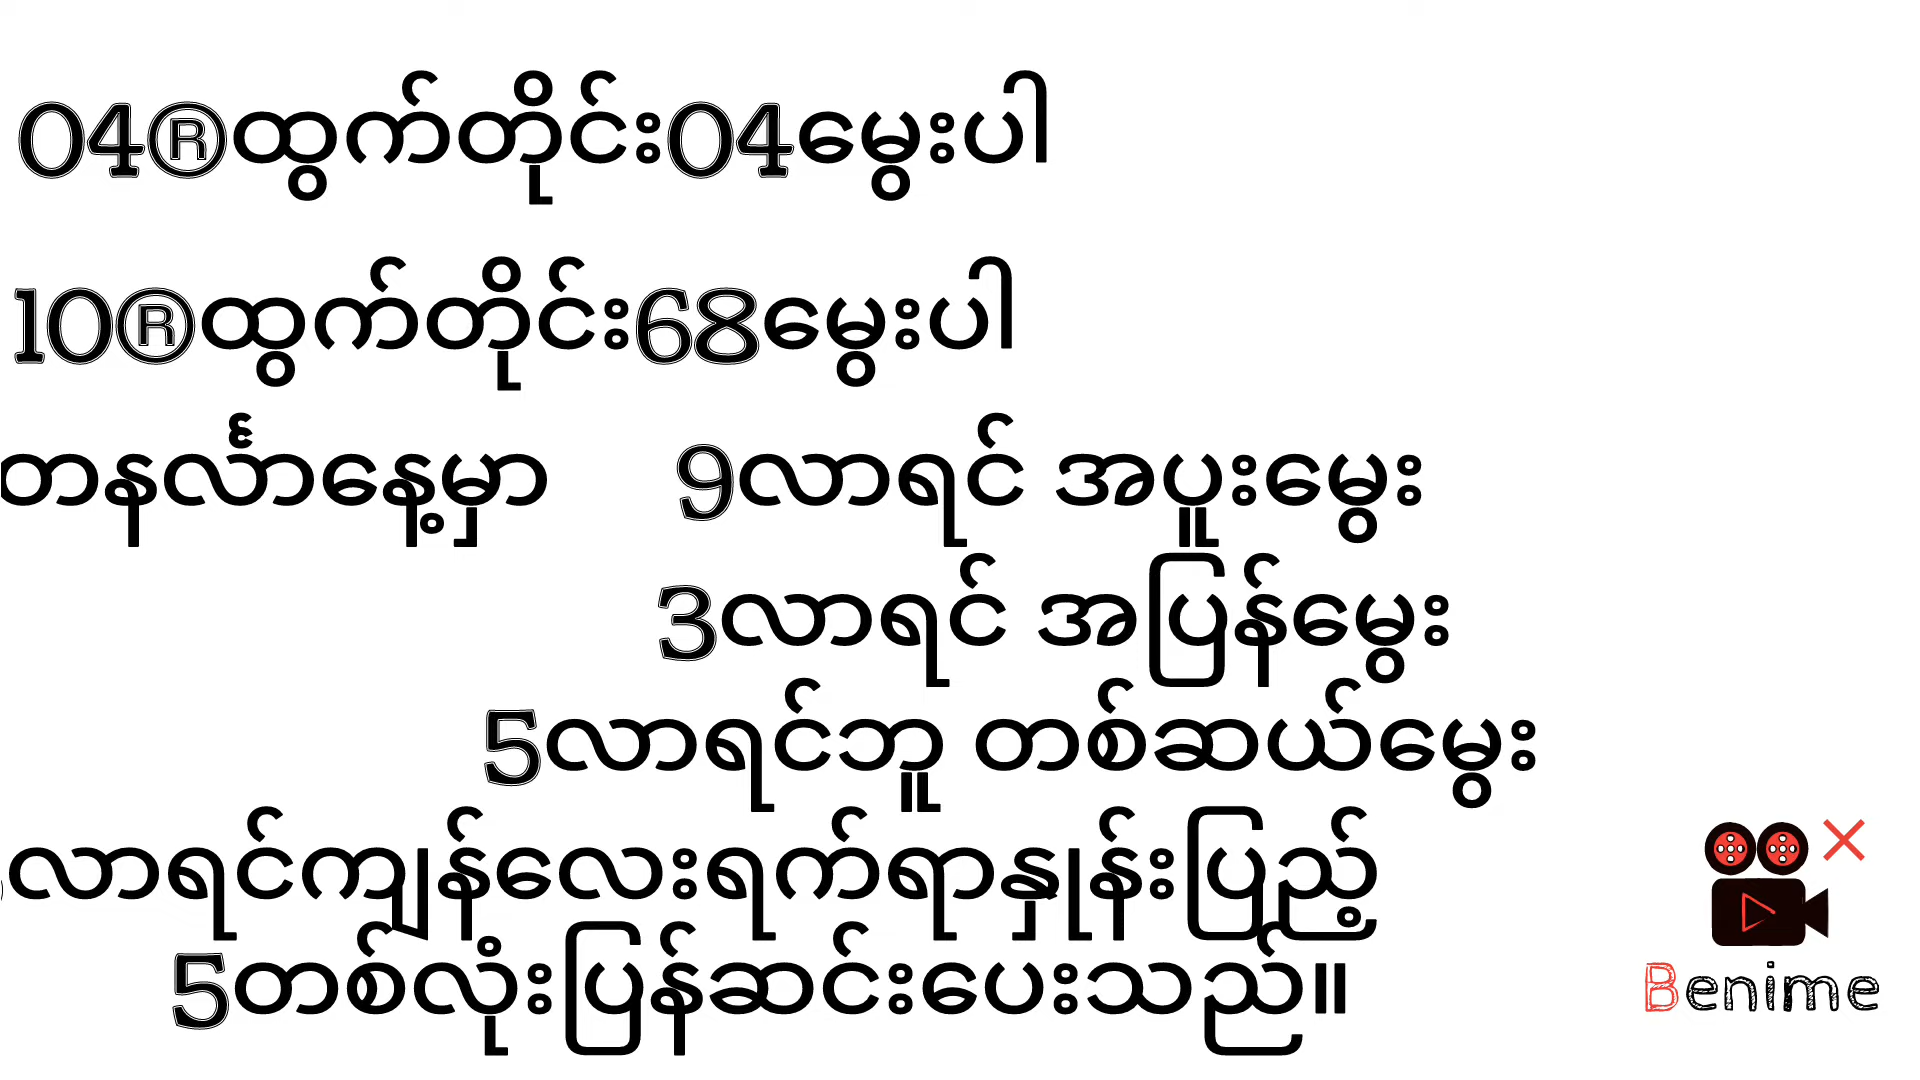 04®ထွက်တိုင်း04မွေးပါ
10®ထွက်တိုင်း68မွေးပါ
တနင်္လာနေ့မှာ 9လာရင် အပူးမွေး
3လာရင် အပြန်မွေး
5လာရင်ဘူ တစ်ဆယ်မွေး
လာရင်ကျန်လေးရက်ရာနှုန်းပြည့်
5တစ်လုံးပြန်ဆင်းပေးသည်။
Benime